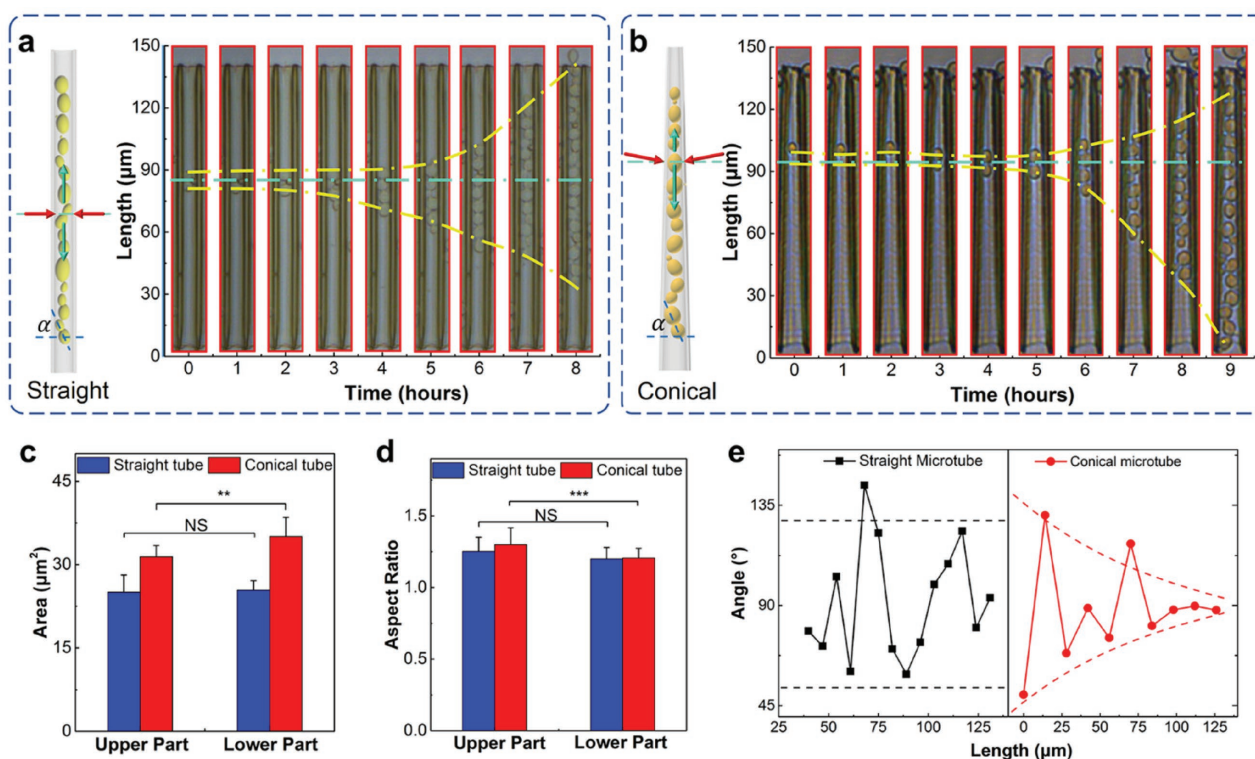 a
150
120
90
60
30
0
Length (µm)
0 1 2 3 4 5 6 7 8
Time (hours)
α
Straight
b
150
120
90
60
30
0
Length (µm)
0 1 2 3 4 5 6 7 8 9
Time (hours)
α
Conical
c
Straight tube Conical tube
45
30
15
0
Area (µm²)
**
NS
Upper Part Lower Part
d
Straight tube Conical tube
1.5
1.0
0.5
0.0
Aspect Ratio
***
NS
Upper Part Lower Part
e
Straight Microtube Conical microtube
135
90
45
Angle (°)
25 50 75 100 125 0 25 50 75 100 125
Length (µm)